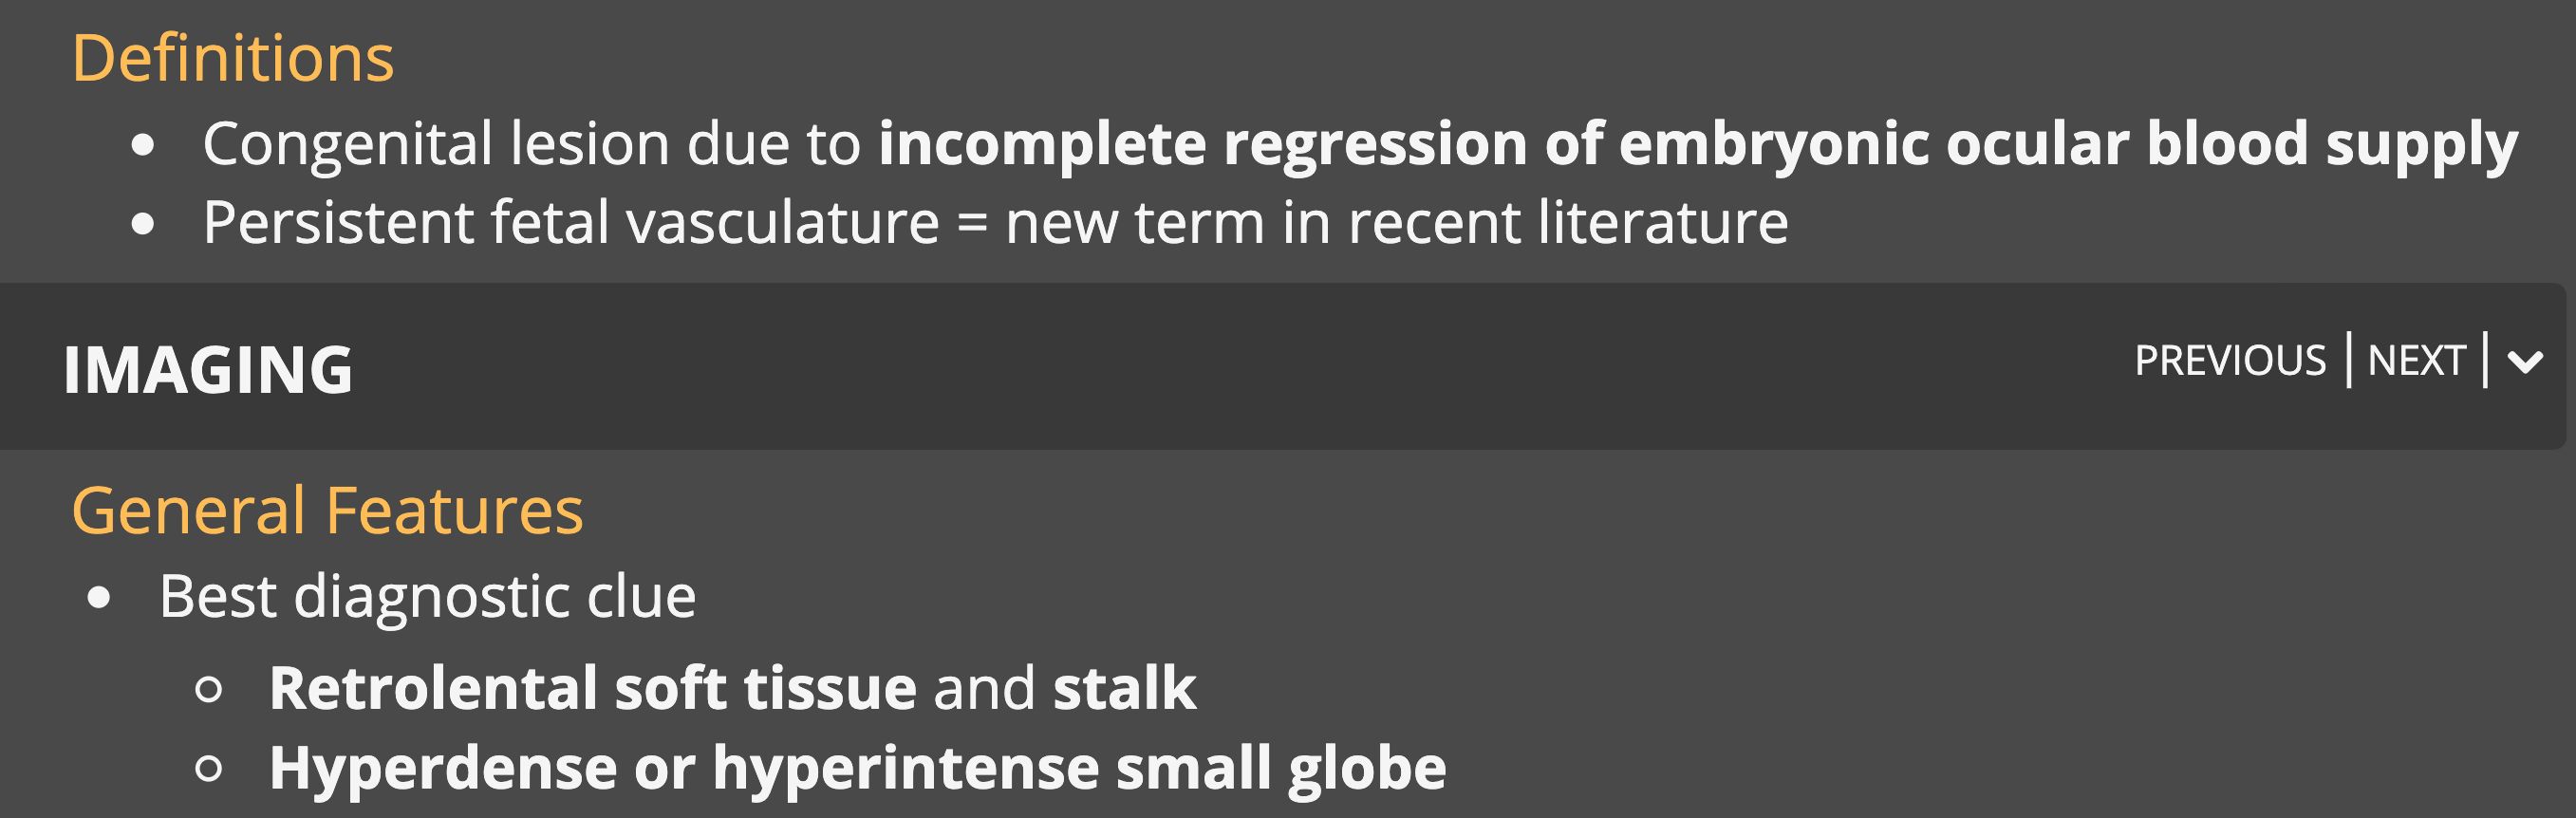 Definitions
• Congenital lesion due to incomplete regression of embryonic ocular blood supply
• Persistent fetal vasculature = new term in recent literature
IMAGING
PREVIOUS | NEXT |
General Features
• Best diagnostic clue
○ Retrolental soft tissue and stalk
○ Hyperdense or hyperintense small globe